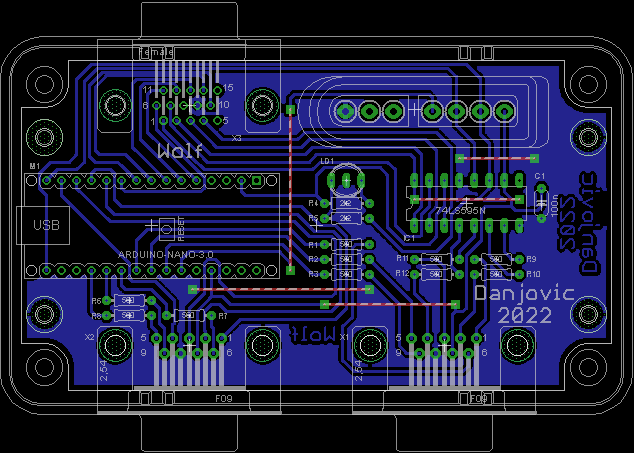 Female
11
15
6
10
1
5
X3
Wolf
M1
LD1
C1
100n
R4
2k
R5
2k
74LS595N
IC1
2022
Danjovic
USB
RESET
ARDUINO-NANO-3.0
R1
R2
R3
R11
R12
R9
R10
R6
R8
R7
Danjovic
2022
Wolf
X2
5
1
9
6
2,54
F09
X1
5
1
9
6
2,54
F09